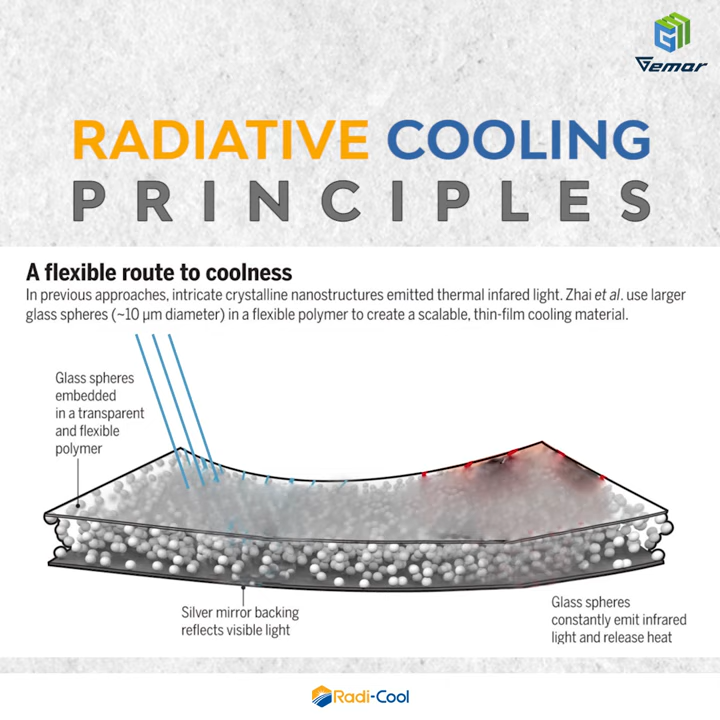 Gemar
RADIATIVE COOLING
PRINCIPLES
A flexible route to coolness
In previous approaches, intricate crystalline nanostructures emitted thermal infared light. Zhai et al. use larger
glass spheres (~10 µm diameter) in a flexible polymer to create a scalable, thin-film cooling material.
Glass spheres
embedded
in a transparent
and flexible
polymer
Silver mirror backing
reflects visible light
Glass spheres
constantly emit infrared
light and release heat
Radi-Cool